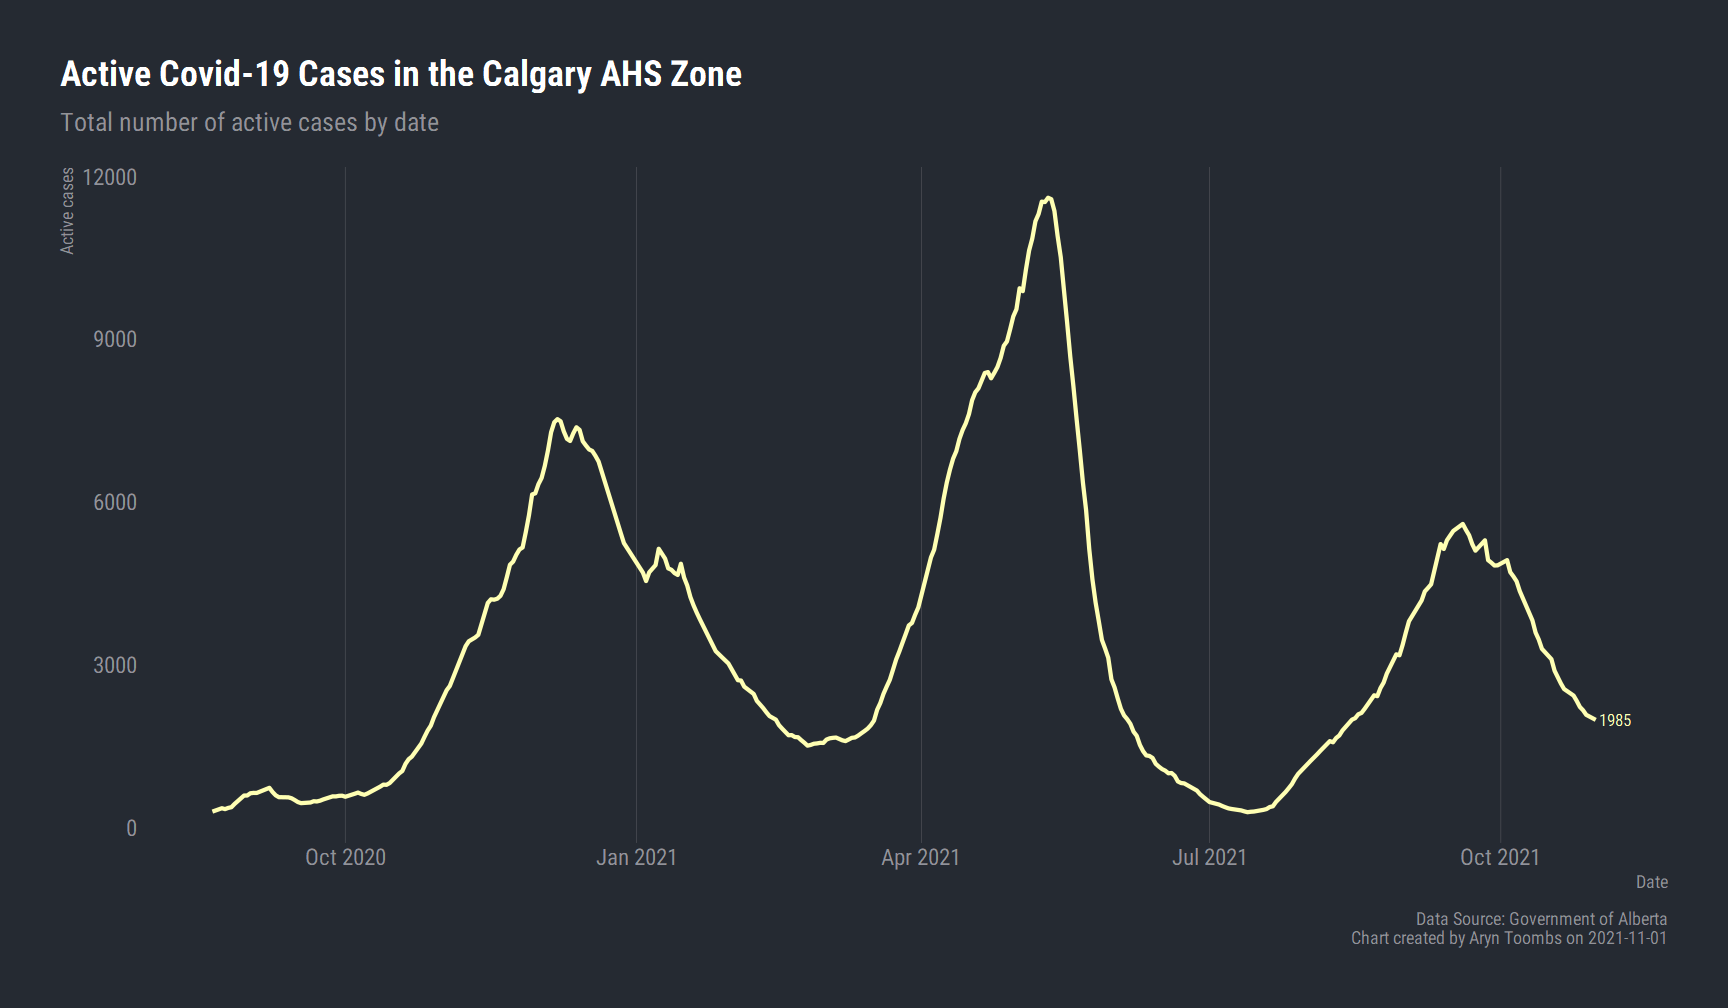 Active Covid-19 Cases in the Calgary AHS Zone
Total number of active cases by date
Active cases
12000
9000
6000
3000
0
1985
Oct 2020
Jan 2021
Apr 2021
Jul 2021
Oct 2021
Date
Data Source: Government of Alberta
Chart created by Aryn Toombs on 2021-11-01